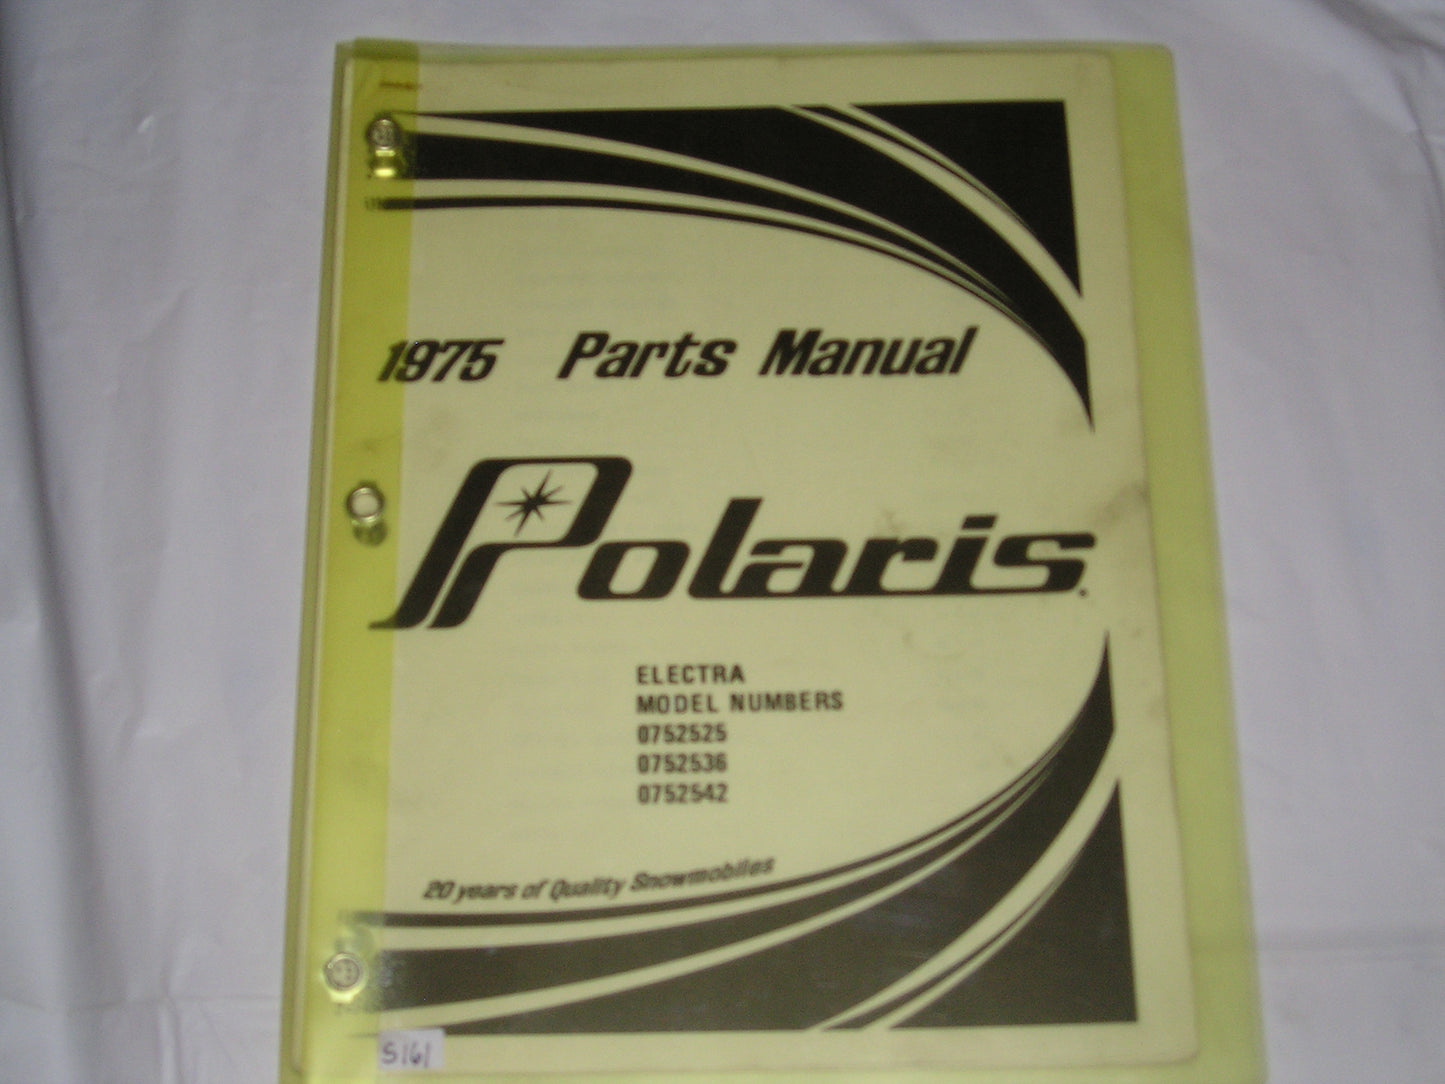 1975 Parts Manual
Polaris
ELECTRA
MODEL NUMBERS
0752525
0752536
0752542
20 years of Quality Snowmobiles
S161